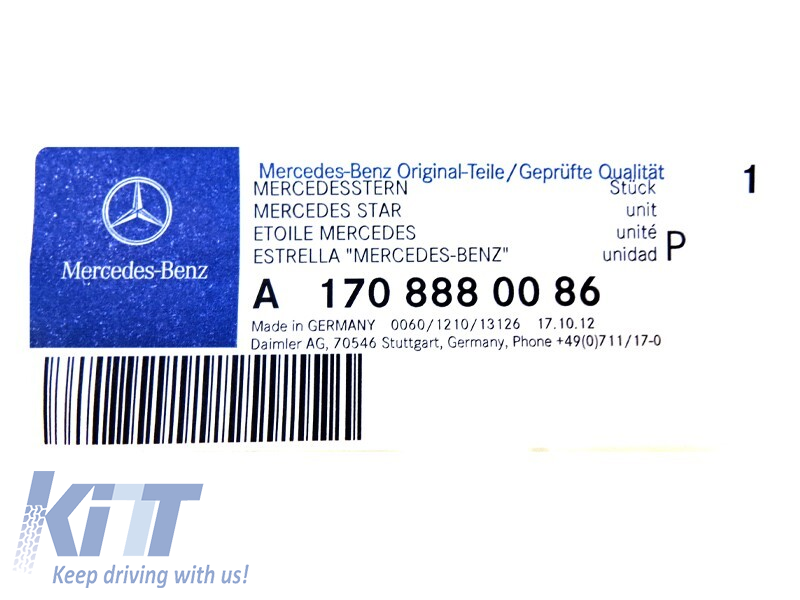 Mercedes-Benz
Mercedes-Benz Original-Teile/Geprüfte Qualität 1
MERCEDESSTERN Stück
MERCEDES STAR unit
ETOILE MERCEDES unité
ESTRELLA "MERCEDES-BENZ" unidad P
A 170 888 00 86
Made in GERMANY 0060/1210/13126 17.10.12
Daimler AG, 70546 Stuttgart, Germany, Phone +49(0)711/17-0
KiTT
Keep driving with us!